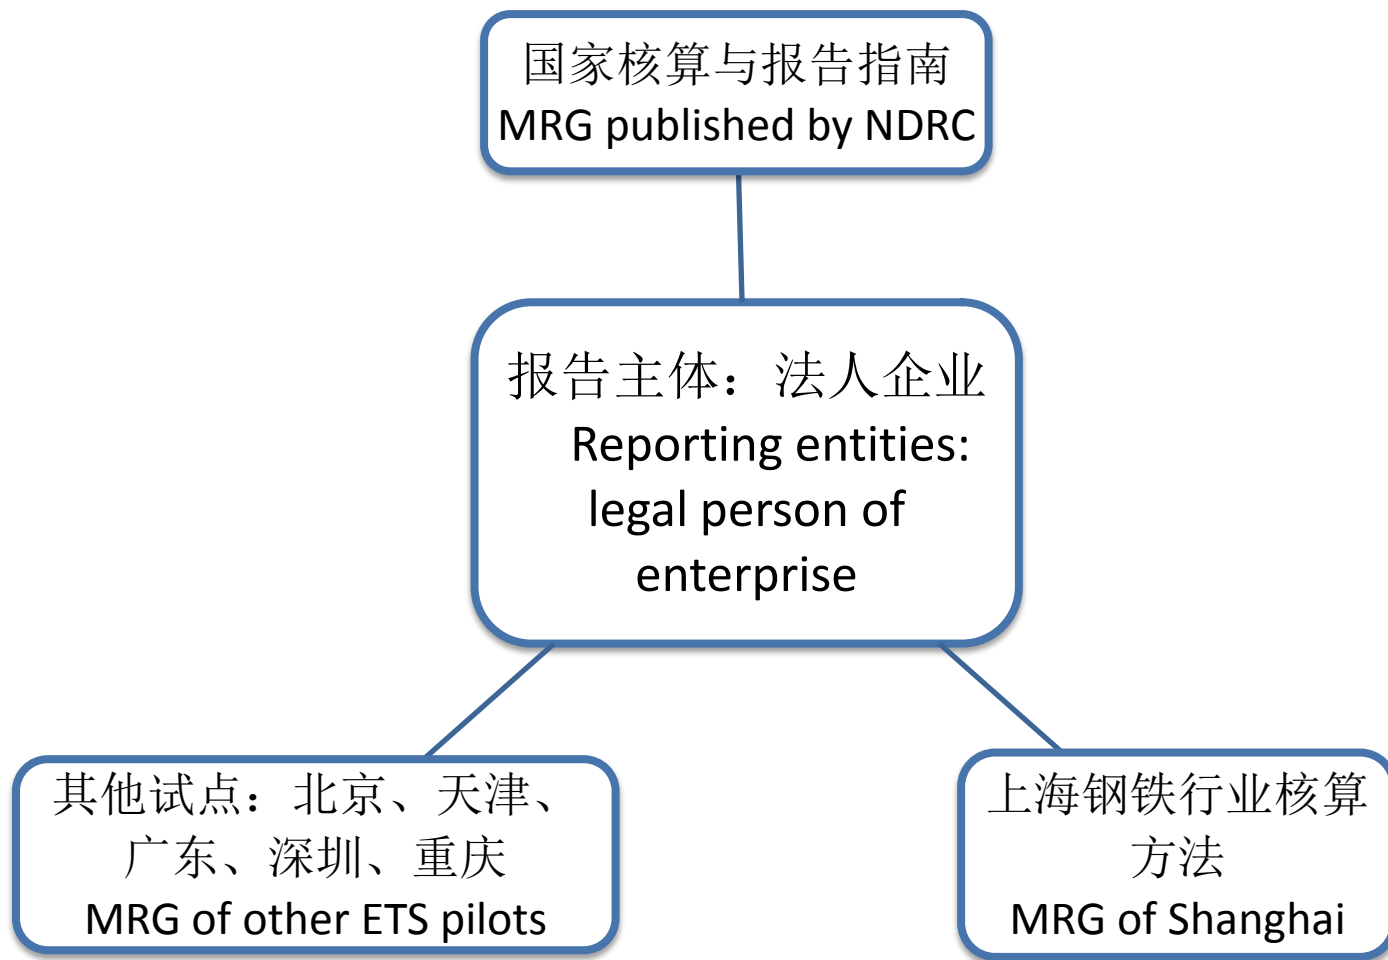 国家核算与报告指南
MRG published by NDRC
报告主体：法人企业
Reporting entities:
legal person of
enterprise
其他试点：北京、天津、
广东、深圳、重庆
MRG of other ETS pilots
上海钢铁行业核算
方法
MRG of Shanghai